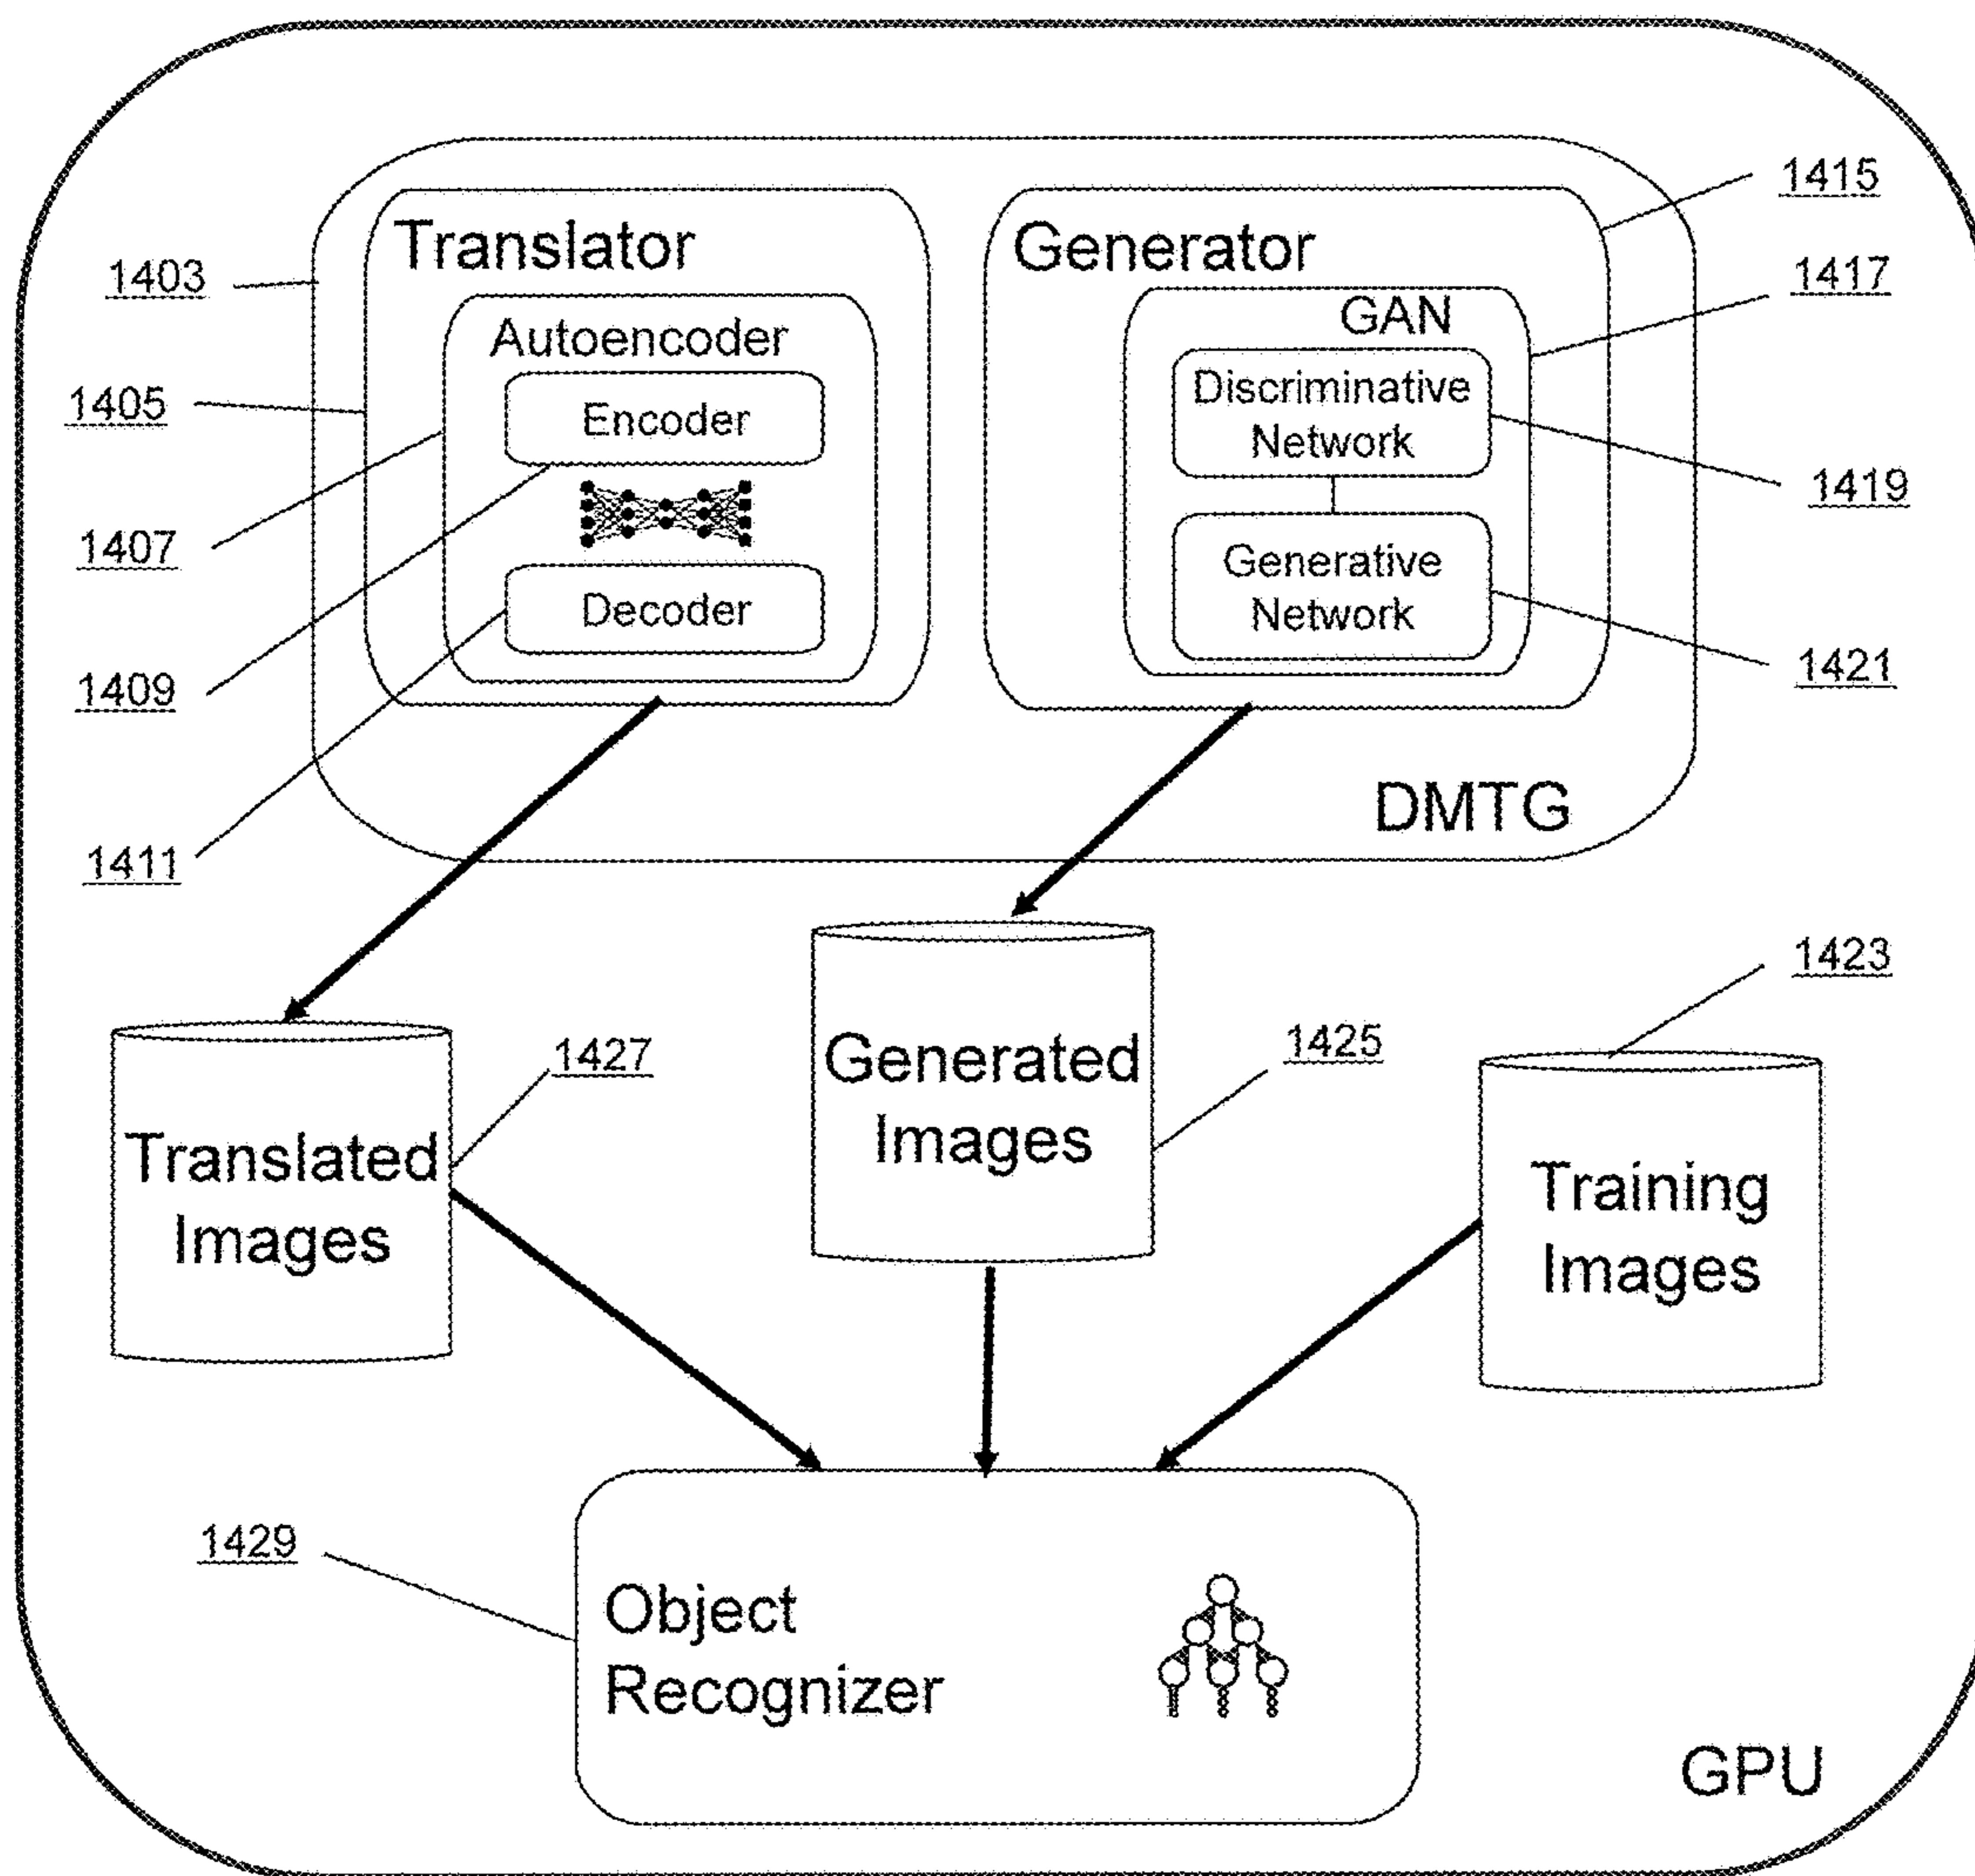 1415
Translator
Generator
1403
1417
GAN
Autoencoder
Discriminative
Network
1405
Encoder
1419
1407
Generative
Network
Decoder
1409
1421
DMTG
1411
1423
1427
1425
Generated
Images
Translated
Images
Training
Images
1429
Object
Recognizer
GPU